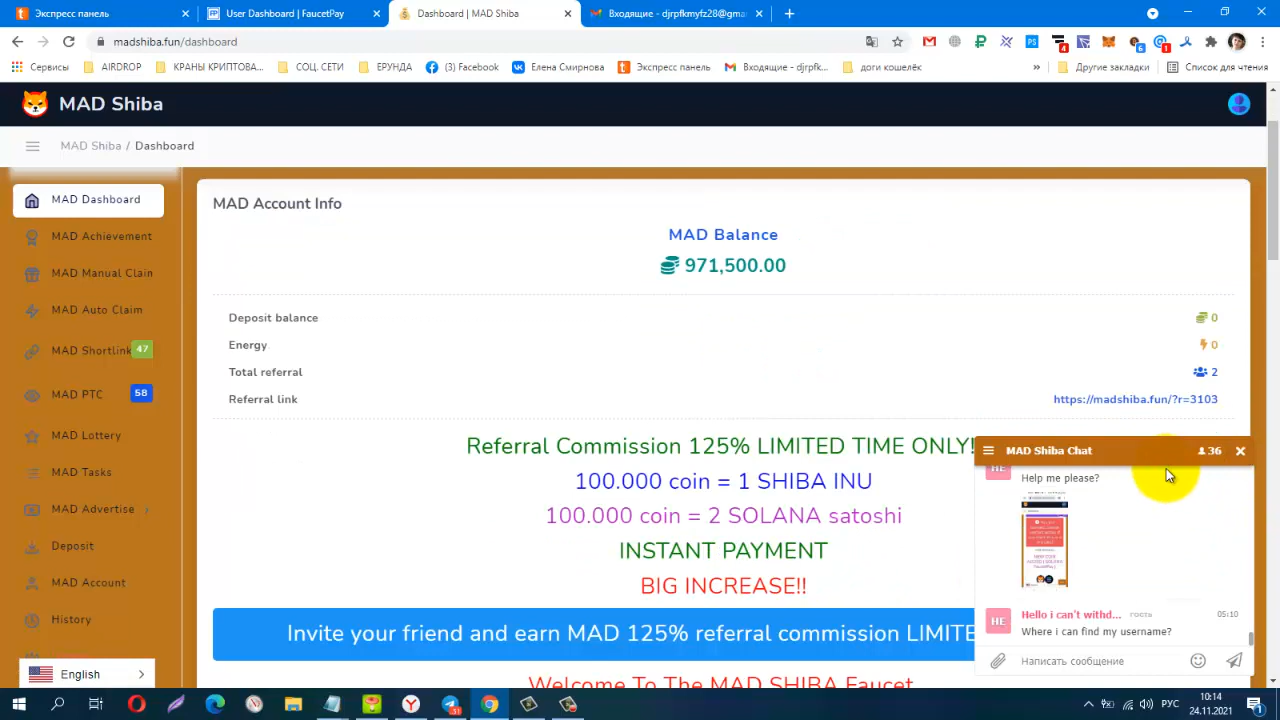 Экспресс панель
User Dashboard | FaucetPay
Dashboard | MAD Shiba
Входящие - djrpfkmyfz28@gma
madshiba.fun/dashboard
Сервисы
AIRDROP
КРАНЫ КРИПТОВА...
СОЦ. СЕТИ
ЕРУНДА
(3) Facebook
Елена Смирнова
Экспресс панель
Входящие - djrpfk...
доги кошелёк
»
Другие закладки
Список для чтения
MAD Shiba
MAD Shiba / Dashboard
MAD Dashboard
MAD Achievement
MAD Manual Clain
MAD Auto Claim
MAD Shortlink 47
MAD PTC 58
MAD Lottery
MAD Tasks
MAD Advertise
Deposit
MAD Account
History
English
MAD Account Info
MAD Balance
971,500.00
Deposit balance 0
Energy 0
Total referral 2
Referral link https://madshiba.fun/?r=3103
Referral Commission 125% LIMITED TIME ONLY!
100.000 coin = 1 SHIBA INU
100.000 coin = 2 SOLANA satoshi
INSTANT PAYMENT
BIG INCREASE!!
Invite your friend and earn MAD 125% referral commission LIMITE
Welcome To The MAD SHIBA Faucet
MAD Shiba Chat 36
HE
Help me please?
HE
Hello i can't withd... гость 05:10
Where i can find my username?
Написать сообщение
31
РУС
10:14
24.11.2021